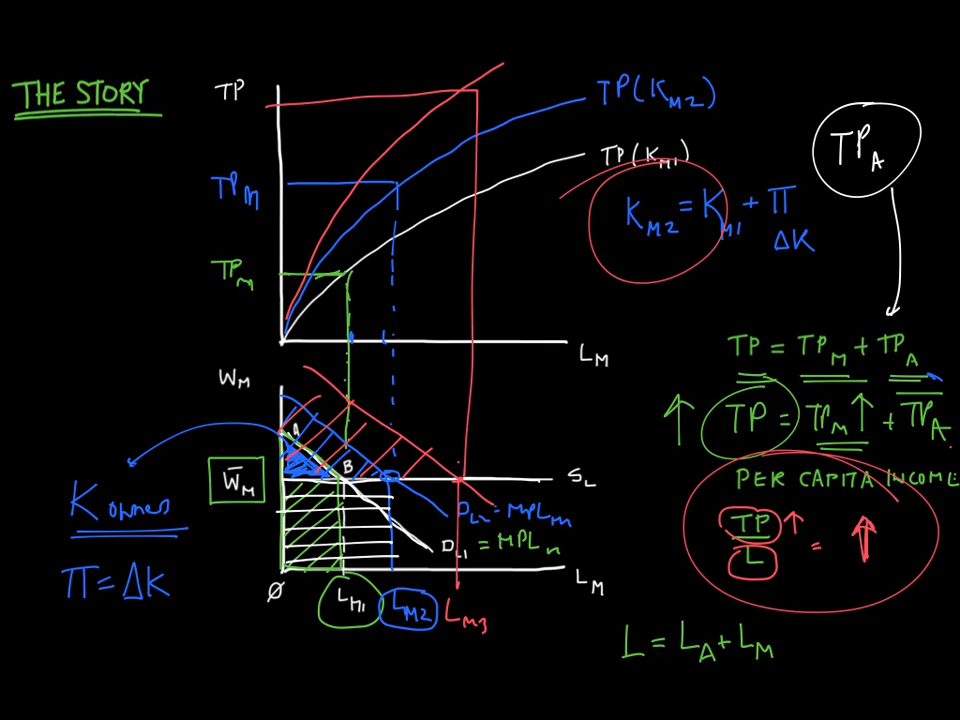 THE STORY
TP
TP(K_M2)
TP(K_M1)
TP_A
TP_M
K_M2 = K_M1 + Π
ΔK
TP_M
L_M
TP = TP_M + TP_A
W_M
↑ TP = TP_M ↑ + TP_A
A
B
W̄_M
S_L
PER CAPITA INCOME
K owners
D_L2 = MPL_m
TP ↑
L
= ↑
D_L1 = MPL_m
Π = ΔK
Ø
L_M1
L_M2
L_M3
L_M
L = L_A + L_M